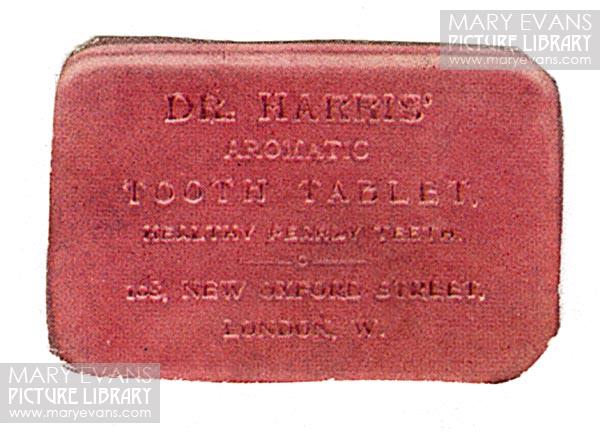 MARY EVANS
PICTURE LIBRARY
www.maryevans.com
DR. HARRIS'
AROMATIC
TOOTH TABLET,
HEALTHY PEARLY TEETH.
NEW OXFORD STREET,
LONDON, W.
MARY EVANS
PICTURE LIBRARY
www.maryevans.com